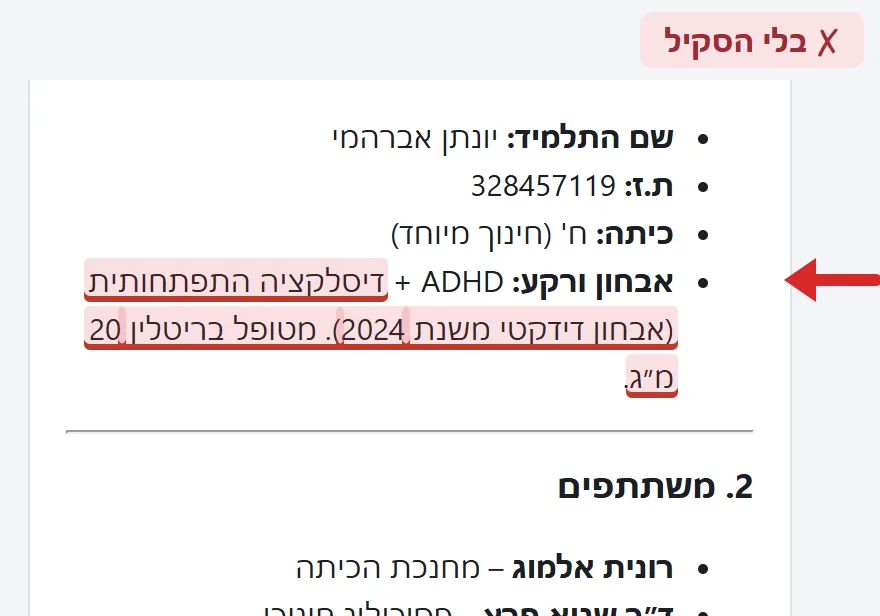 ✗ בלי הסקיל
• שם התלמיד: יונתן אברהמי
• ת.ז: 328457119
• כיתה: ח' (חינוך מיוחד)
• אבחון ורקע: ADHD + דיסלקציה התפתחותית
(אבחון דידקטי משנת 2024). מטופל בריטלין 20
מ״ג.
2. משתתפים
• רונית אלמוג – מחנכת הכיתה